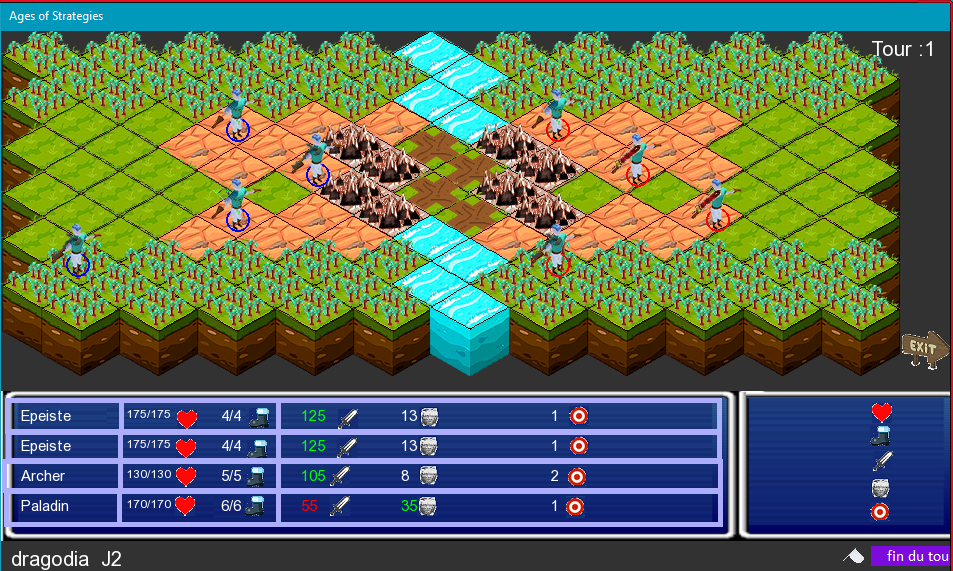 Ages of Strategies
Tour :1
EXIT
Epeiste 175/175 4/4 125 13 1
Epeiste 175/175 4/4 125 13 1
Archer 130/130 5/5 105 8 2
Paladin 170/170 6/6 55 35 1
dragodia J2
fin du tou